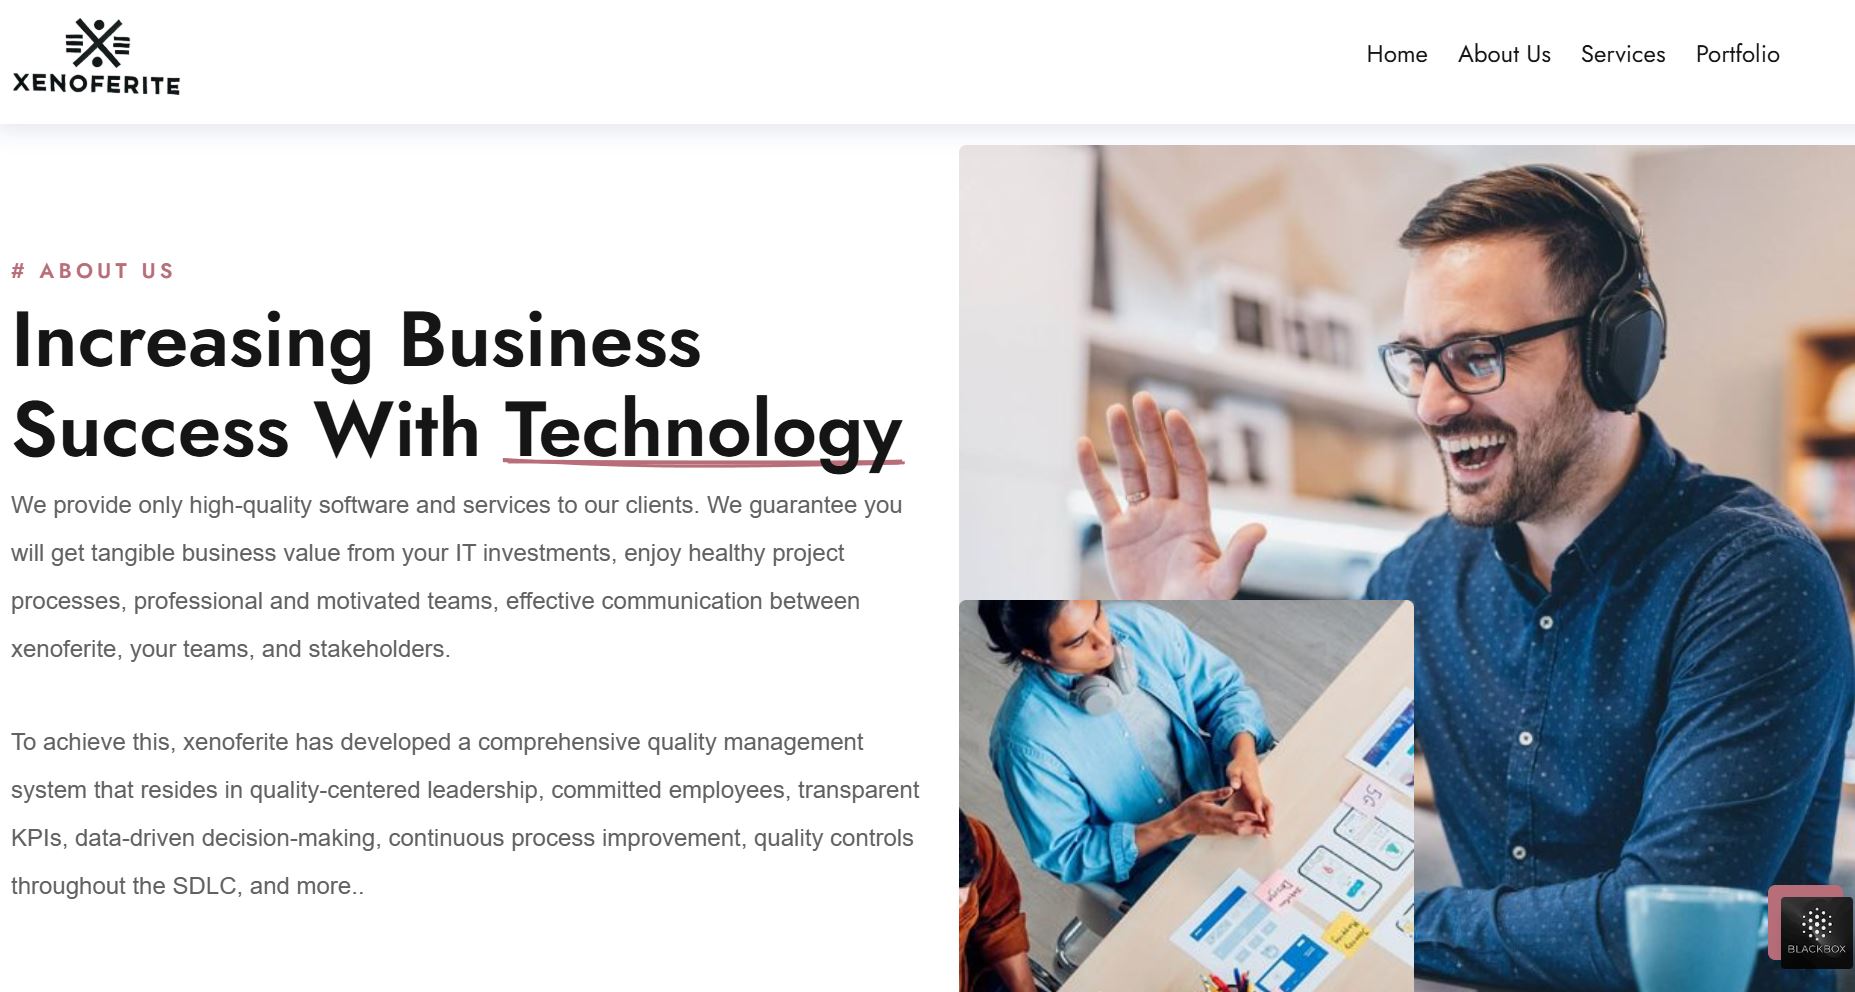 XENOFERITE
Home About Us Services Portfolio
# ABOUT US
Increasing Business
Success With Technology
We provide only high-quality software and services to our clients. We guarantee you
will get tangible business value from your IT investments, enjoy healthy project
processes, professional and motivated teams, effective communication between
xenoferite, your teams, and stakeholders.
To achieve this, xenoferite has developed a comprehensive quality management
system that resides in quality-centered leadership, committed employees, transparent
KPIs, data-driven decision-making, continuous process improvement, quality controls
throughout the SDLC, and more..
BLACKBOX